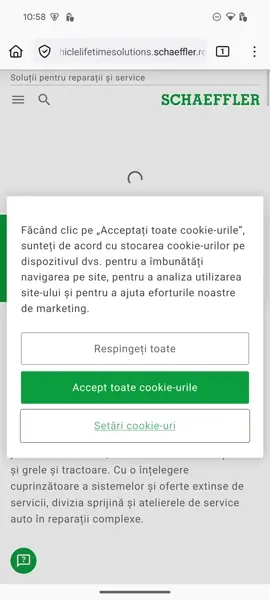 10:58
hiclelifetimesolutions.schaeffler.r
1
Soluții pentru reparații și service
SCHAEFFLER
Făcând clic pe „Acceptați toate cookie-urile”,
sunteți de acord cu stocarea cookie-urilor pe
dispozitivul dvs. pentru a îmbunătăți
navigarea pe site, pentru a analiza utilizarea
site-ului și pentru a ajuta eforturile noastre
de marketing.
Respingeți toate
Accept toate cookie-urile
Setări cookie-uri
și grele și tractoare. Cu o înțelegere
cuprinzătoare a sistemelor și oferte extinse de
servicii, divizia sprijină și atelierele de service
auto în reparații complexe.